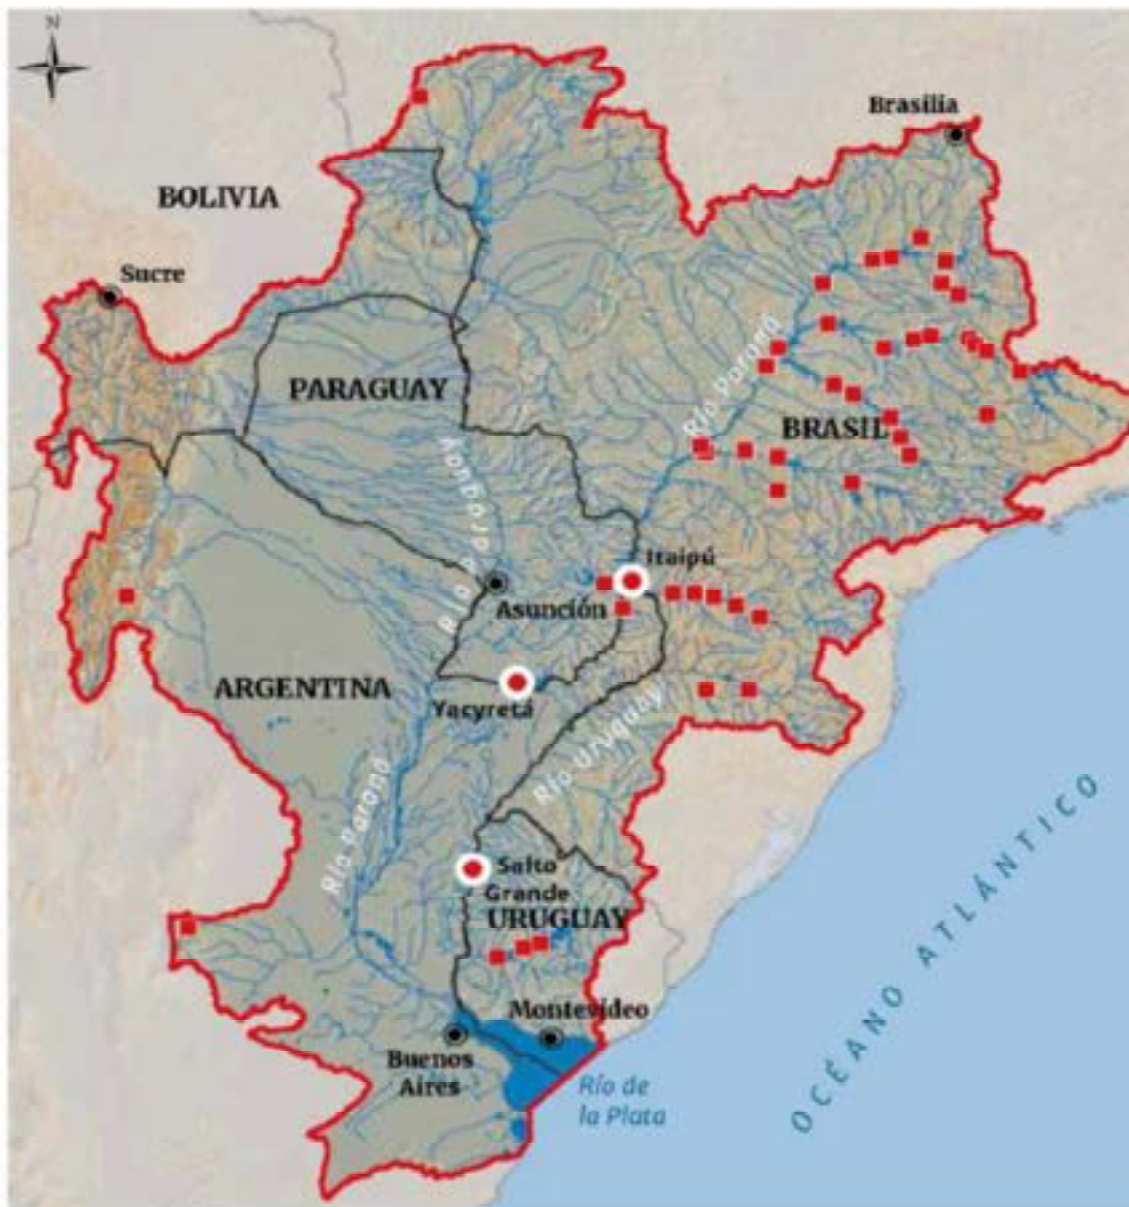 N
Brasilia
BOLIVIA
Sucre
Río Paraná
PARAGUAY
BRASIL
Río Paraguay
Itaipú
Asunción
ARGENTINA
Yacyretá
Río Uruguay
Río Paraná
Salto
Grande
URUGUAY
OCÉANO ATLÁNTICO
Montevideo
Buenos
Aires
Río de
la Plata